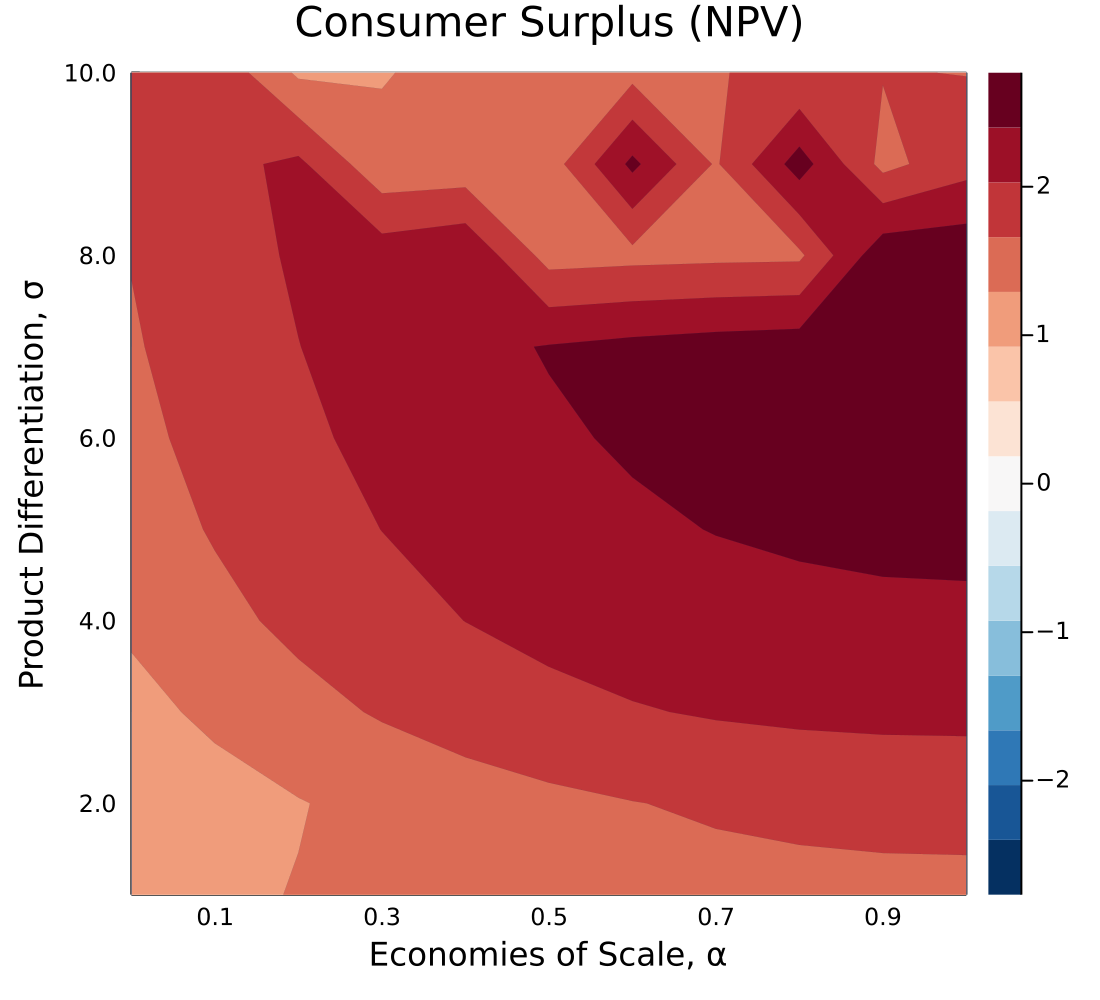 Consumer Surplus (NPV)
Product Differentiation, σ
10.0
8.0
6.0
4.0
2.0
0.1 0.3 0.5 0.7 0.9
Economies of Scale, α
2
1
0
−1
−2